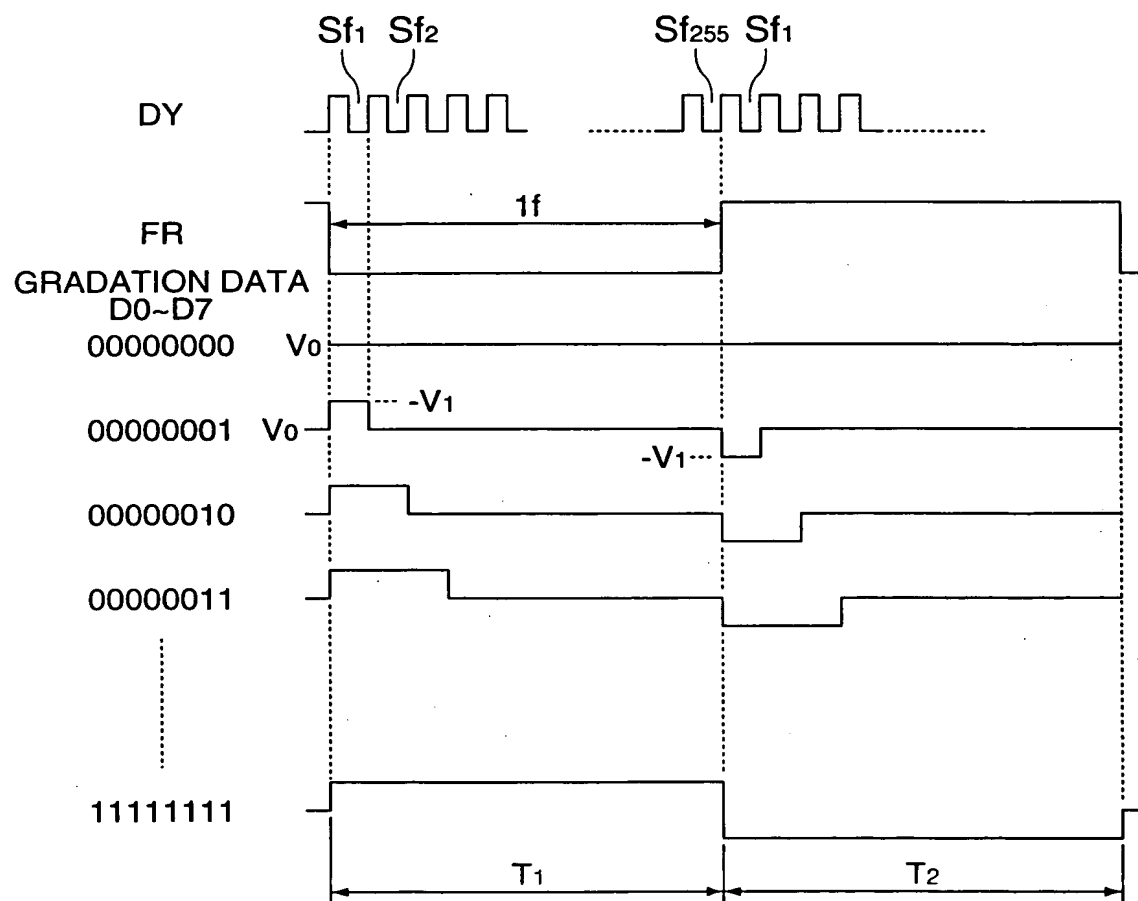 Sf1 Sf2 Sf255 Sf1
DY
1f
FR
GRADATION DATA
D0~D7
00000000 V0
-V1
00000001 V0
-V1
00000010
00000011
11111111
T1 T2